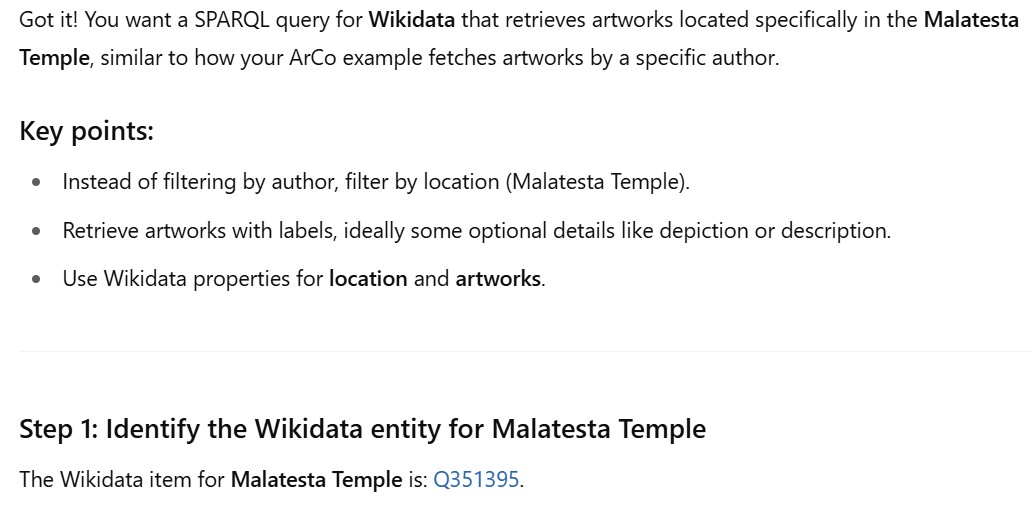 Got it! You want a SPARQL query for Wikidata that retrieves artworks located specifically in the Malatesta
Temple, similar to how your ArCo example fetches artworks by a specific author.
Key points:
Instead of filtering by author, filter by location (Malatesta Temple).
Retrieve artworks with labels, ideally some optional details like depiction or description.
Use Wikidata properties for location and artworks.
Step 1: Identify the Wikidata entity for Malatesta Temple
The Wikidata item for Malatesta Temple is: Q351395.